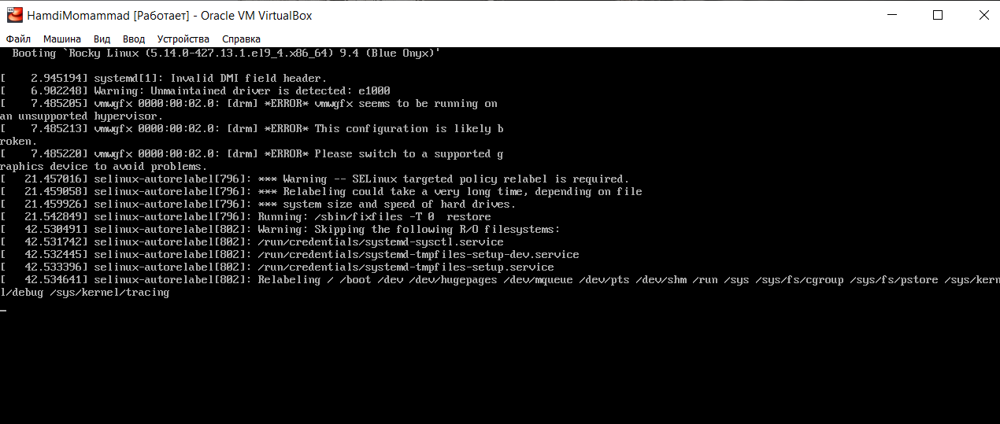 HamdiMomammad [Работает] - Oracle VM VirtualBox
Файл Машина Вид Ввод Устройства Справка
Booting `Rocky Linux (5.14.0-427.13.1.el9_4.x86_64) 9.4 (Blue Onyx)'
[    2.945194] systemd[1]: Invalid DMI field header.
[    6.902248] Warning: Unmaintained driver is detected: e1000
[    7.485205] vmwgfx 0000:00:02.0: [drm] *ERROR* vmwgfx seems to be running on
an unsupported hypervisor.
[    7.485213] vmwgfx 0000:00:02.0: [drm] *ERROR* This configuration is likely b
roken.
[    7.485220] vmwgfx 0000:00:02.0: [drm] *ERROR* Please switch to a supported g
raphics device to avoid problems.
[   21.457016] selinux-autorelabel[796]: *** Warning -- SELinux targeted policy relabel is required.
[   21.459058] selinux-autorelabel[796]: *** Relabeling could take a very long time, depending on file
[   21.459926] selinux-autorelabel[796]: *** system size and speed of hard drives.
[   21.542849] selinux-autorelabel[796]: Running: /sbin/fixfiles -T 0  restore
[   42.530491] selinux-autorelabel[802]: Warning: Skipping the following R/O filesystems:
[   42.531742] selinux-autorelabel[802]: /run/credentials/systemd-sysctl.service
[   42.532445] selinux-autorelabel[802]: /run/credentials/systemd-tmpfiles-setup-dev.service
[   42.533396] selinux-autorelabel[802]: /run/credentials/systemd-tmpfiles-setup.service
[   42.534641] selinux-autorelabel[802]: Relabeling / /boot /dev /dev/hugepages /dev/mqueue /dev/pts /dev/shm /run /sys /sys/fs/cgroup /sys/fs/pstore /sys/kern
l/debug /sys/kernel/tracing